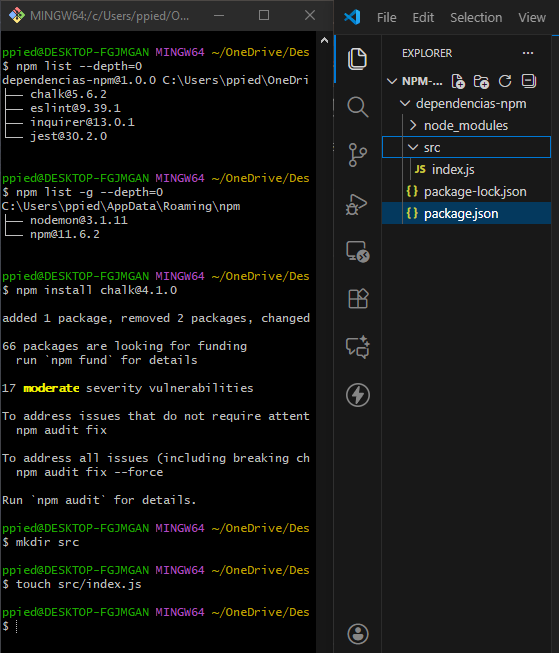 MINGW64:/c/Users/ppied/O...
ppied@DESKTOP-FGJMGAN MINGW64 ~/OneDrive/Des
$ npm list --depth=0
dependencias-npm@1.0.0 C:\Users\ppied\OneDri
├── chalk@5.6.2
├── eslint@9.39.1
├── inquirer@13.0.1
└── jest@30.2.0
ppied@DESKTOP-FGJMGAN MINGW64 ~/OneDrive/Des
$ npm list -g --depth=0
C:\Users\ppied\AppData\Roaming\npm
├── nodemon@3.1.11
└── npm@11.6.2
ppied@DESKTOP-FGJMGAN MINGW64 ~/OneDrive/Des
$ npm install chalk@4.1.0
added 1 package, removed 2 packages, changed
66 packages are looking for funding
run `npm fund` for details
17 moderate severity vulnerabilities
To address issues that do not require attent
npm audit fix
To address all issues (including breaking ch
npm audit fix --force
Run `npm audit` for details.
ppied@DESKTOP-FGJMGAN MINGW64 ~/OneDrive/Des
$ mkdir src
ppied@DESKTOP-FGJMGAN MINGW64 ~/OneDrive/Des
$ touch src/index.js
ppied@DESKTOP-FGJMGAN MINGW64 ~/OneDrive/Des
$
File Edit Selection
EXPLORER
NPM-...
dependencias-npm
node_modules
src
JS index.js
{} package-lock.json
{} package.json